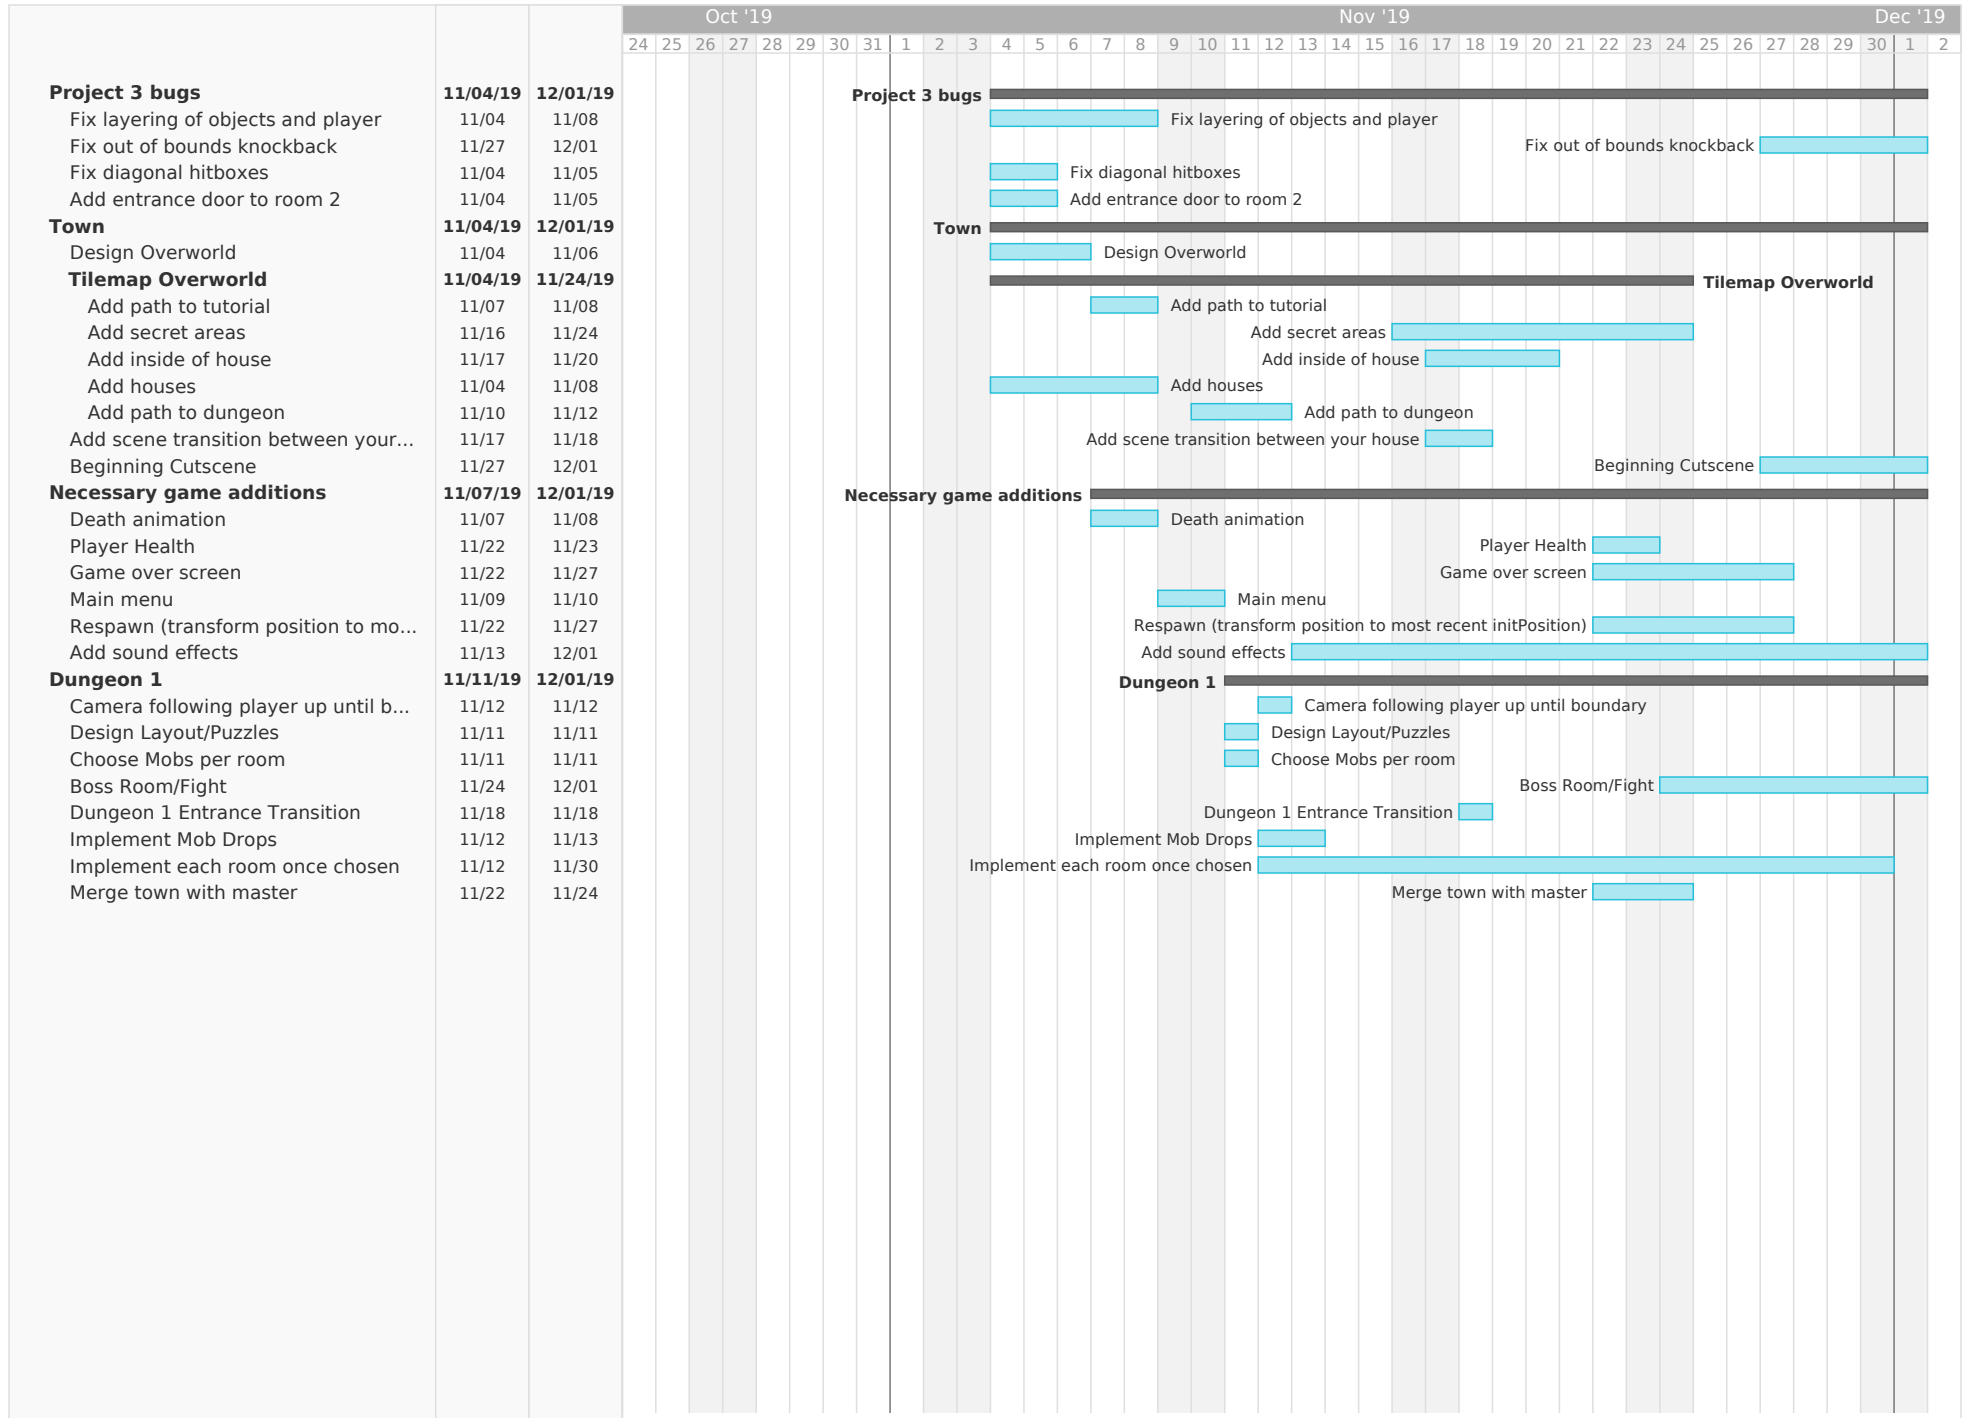 Oct '19 Nov '19 Dec '19
24 25 26 27 28 29 30 31 1 2 3 4 5 6 7 8 9 10 11 12 13 14 15 16 17 18 19 20 21 22 23 24 25 26 27 28 29 30 1 2
Project 3 bugs 11/04/19 12/01/19 Project 3 bugs
Fix layering of objects and player 11/04 11/08 Fix layering of objects and player
Fix out of bounds knockback 11/27 12/01 Fix out of bounds knockback
Fix diagonal hitboxes 11/04 11/05 Fix diagonal hitboxes
Add entrance door to room 2 11/04 11/05 Add entrance door to room 2
Town 11/04/19 12/01/19 Town
Design Overworld 11/04 11/06 Design Overworld
Tilemap Overworld 11/04/19 11/24/19 Tilemap Overworld
Add path to tutorial 11/07 11/08 Add path to tutorial
Add secret areas 11/16 11/24 Add secret areas
Add inside of house 11/17 11/20 Add inside of house
Add houses 11/04 11/08 Add houses
Add path to dungeon 11/10 11/12 Add path to dungeon
Add scene transition between your... 11/17 11/18 Add scene transition between your house
Beginning Cutscene 11/27 12/01 Beginning Cutscene
Necessary game additions 11/07/19 12/01/19 Necessary game additions
Death animation 11/07 11/08 Death animation
Player Health 11/22 11/23 Player Health
Game over screen 11/22 11/27 Game over screen
Main menu 11/09 11/10 Main menu
Respawn (transform position to mo... 11/22 11/27 Respawn (transform position to most recent initPosition)
Add sound effects 11/13 12/01 Add sound effects
Dungeon 1 11/11/19 12/01/19 Dungeon 1
Camera following player up until b... 11/12 11/12 Camera following player up until boundary
Design Layout/Puzzles 11/11 11/11 Design Layout/Puzzles
Choose Mobs per room 11/11 11/11 Choose Mobs per room
Boss Room/Fight 11/24 12/01 Boss Room/Fight
Dungeon 1 Entrance Transition 11/18 11/18 Dungeon 1 Entrance Transition
Implement Mob Drops 11/12 11/13 Implement Mob Drops
Implement each room once chosen 11/12 11/30 Implement each room once chosen
Merge town with master 11/22 11/24 Merge town with master